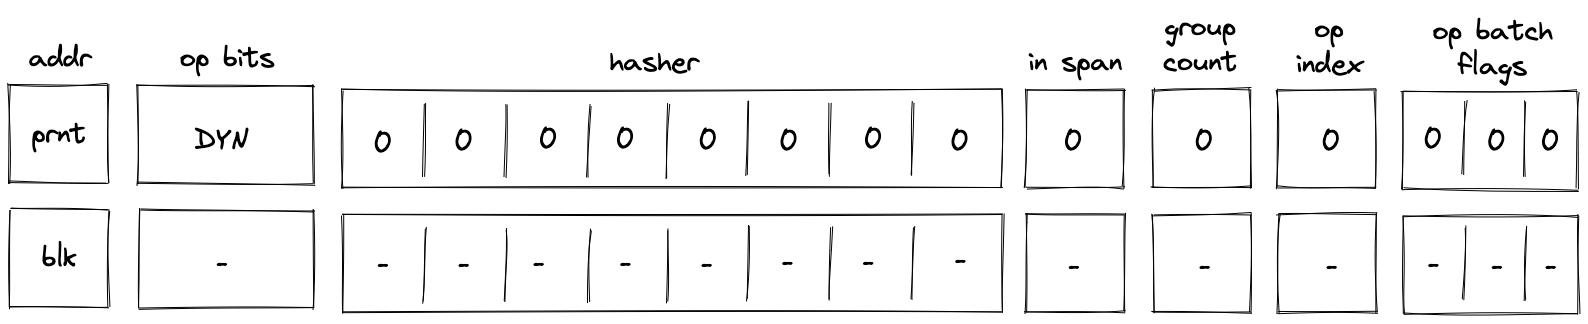 addr op bits hasher in span group count op index op batch flags
prnt DYN 0 0 0 0 0 0 0 0 0 0 0 0 0 0
blk - - - - - - - - - - - - - - -